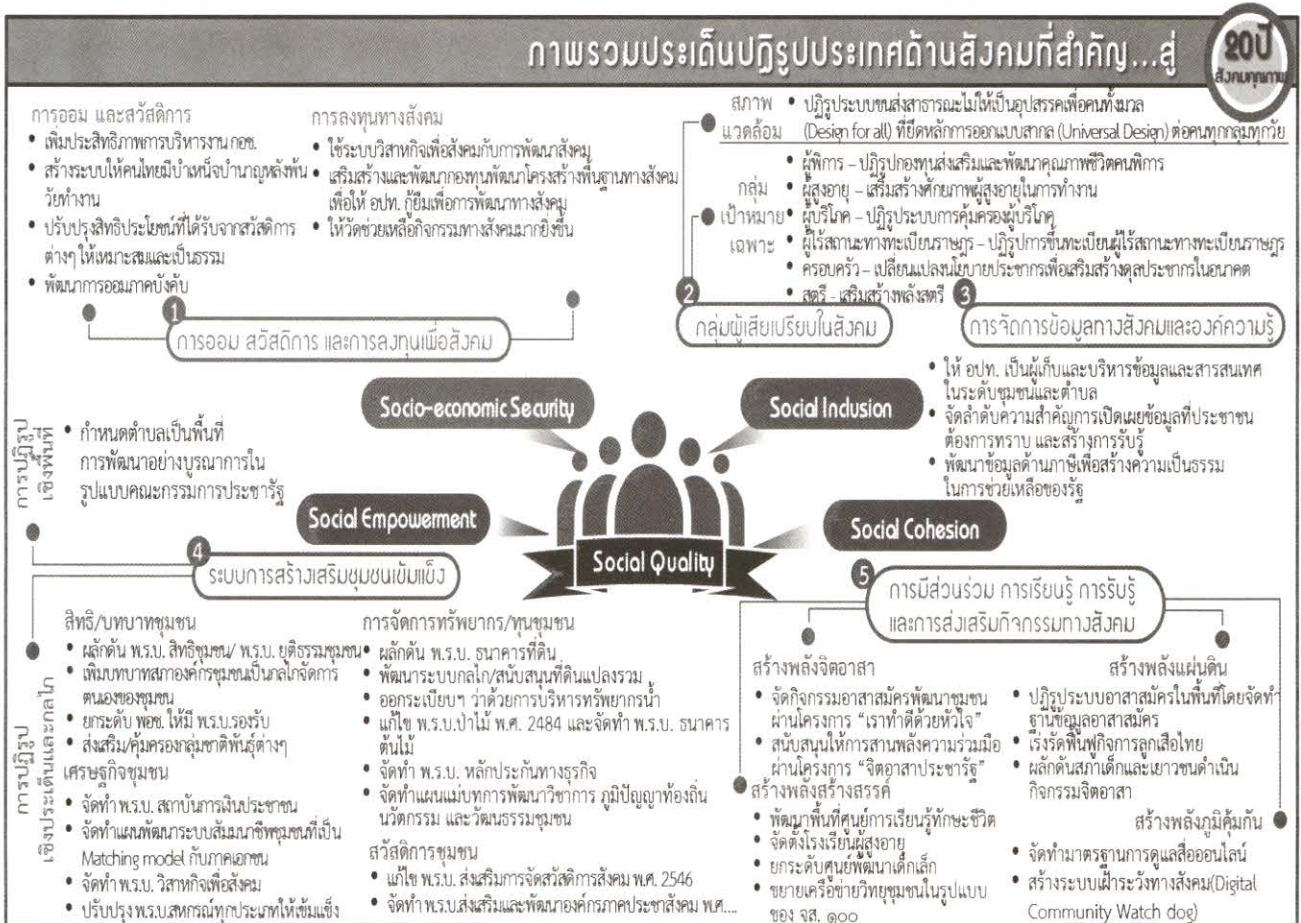 ภาพรวมประเด็นปฏิรูปประเทศด้านสังคมที่สำคัญ...สู่
20ปี
สังคมคุณภาพ
การออม และสวัสดิการ
• เพิ่มประสิทธิภาพการบริหารงาน กอช.
• สร้างระบบให้คนไทยมีบำเหน็จบำนาญหลังพ้น
วัยทำงาน
• ปรับปรุงสิทธิประโยชน์ที่ได้รับจากสวัสดิการ
ต่างๆ ให้เหมาะสมและเป็นธรรม
• พัฒนาการออมภาคบังคับ
การลงทุนทางสังคม
• ใช้ระบบวิสาหกิจเพื่อสังคมกับการพัฒนาสังคม
• เสริมสร้างและพัฒนากองทุนพัฒนาโครงสร้างพื้นฐานทางสังคม
เพื่อให้ อปท. กู้ยืมเพื่อการพัฒนาทางสังคม
• ให้วัดช่วยเหลือกิจกรรมทางสังคมมากยิ่งขึ้น
1
การออม สวัสดิการ และการลงทุนเพื่อสังคม
สภาพ
แวดล้อม
• ปฏิรูประบบขนส่งสาธารณะไม่ให้เป็นอุปสรรคเพื่อคนทั้งมวล
(Design for all) ที่ยึดหลักการออกแบบสากล (Universal Design) ต่อคนทุกกลุ่มทุกวัย
กลุ่ม
เป้าหมาย
เฉพาะ
• ผู้พิการ – ปฏิรูปกองทุนส่งเสริมและพัฒนาคุณภาพชีวิตคนพิการ
• ผู้สูงอายุ – เสริมสร้างศักยภาพผู้สูงอายุในการทำงาน
• ผู้บริโภค – ปฏิรูประบบการคุ้มครองผู้บริโภค
• ผู้ไร้สถานะทางทะเบียนราษฎร – ปฏิรูปการขึ้นทะเบียนผู้ไร้สถานะทางทะเบียนราษฎร
• ครอบครัว – เปลี่ยนแปลงนโยบายประชากรเพื่อเสริมสร้างดุลประชากรในอนาคต
• สตรี - เสริมสร้างพลังสตรี
2
กลุ่มผู้เสียเปรียบในสังคม
3
การจัดการข้อมูลทางสังคมและองค์ความรู้
• ให้ อปท. เป็นผู้เก็บและบริหารข้อมูลและสารสนเทศ
ในระดับชุมชนและตำบล
• จัดลำดับความสำคัญการเปิดเผยข้อมูลที่ประชาชน
ต้องการทราบ และสร้างการรับรู้
• พัฒนาข้อมูลด้านภาษีเพื่อสร้างความเป็นธรรม
ในการช่วยเหลือของรัฐ
Socio-economic Security
Social Inclusion
Social Empowerment
Social Cohesion
Social Quality
การปฏิรูป
เชิงพื้นที่
• กำหนดตำบลเป็นพื้นที่
การพัฒนาอย่างบูรณาการใน
รูปแบบคณะกรรมการประชารัฐ
4
ระบบการสร้างเสริมชุมชนเข้มแข็ง
การปฏิรูป
เชิงประเด็นและกลไก
สิทธิ/บทบาทชุมชน
• ผลักดัน พ.ร.บ. สิทธิชุมชน/ พ.ร.บ. ยุติธรรมชุมชน
• เพิ่มบทบาทสภาองค์กรชุมชนเป็นกลไกจัดการ
ตนเองของชุมชน
• ยกระดับ พอช. ให้มี พ.ร.บ.รองรับ
• ส่งเสริม/คุ้มครองกลุ่มชาติพันธุ์ต่างๆ
เศรษฐกิจชุมชน
• จัดทำ พ.ร.บ. สถาบันการเงินประชาชน
• จัดทำแผนพัฒนาระบบสัมมาชีพชุมชนที่เป็น
Matching model กับภาคเอกชน
• จัดทำ พ.ร.บ. วิสาหกิจเพื่อสังคม
• ปรับปรุง พ.ร.บ.สหกรณ์ทุกประเภทให้เข้มแข็ง
การจัดการทรัพยากร/ทุนชุมชน
• ผลักดัน พ.ร.บ. ธนาคารที่ดิน
• พัฒนาระบบกลไก/สนับสนุนที่ดินแปลงรวม
• ออกระเบียบฯ ว่าด้วยการบริหารทรัพยากรน้ำ
• แก้ไข พ.ร.บ.ป่าไม้ พ.ศ. 2484 และจัดทำ พ.ร.บ. ธนาคาร
ต้นไม้
• จัดทำ พ.ร.บ. หลักประกันทางธุรกิจ
• จัดทำแผนแม่บทการพัฒนาวิชาการ ภูมิปัญญาท้องถิ่น
นวัตกรรม และวัฒนธรรมชุมชน
สวัสดิการชุมชน
• แก้ไข พ.ร.บ. ส่งเสริมการจัดสวัสดิการสังคม พ.ศ. 2546
• จัดทำ พ.ร.บ.ส่งเสริมและพัฒนาองค์กรภาคประชาสังคม พ.ศ....
5
การมีส่วนร่วม การเรียนรู้ การรับรู้
และการส่งเสริมกิจกรรมทางสังคม
สร้างพลังจิตอาสา
• จัดกิจกรรมอาสาสมัครพัฒนาชุมชน
ผ่านโครงการ “เราทำดีด้วยหัวใจ”
• สนับสนุนให้การสานพลังความร่วมมือ
ผ่านโครงการ “จิตอาสาประชารัฐ”
สร้างพลังสร้างสรรค์
• พัฒนาพื้นที่ศูนย์การเรียนรู้ทักษะชีวิต
• จัดตั้งโรงเรียนผู้สูงอายุ
• ยกระดับศูนย์พัฒนาเด็กเล็ก
• ขยายเครือข่ายวิทยุชุมชนในรูปแบบ
ของ จส. ๑๐๐
สร้างพลังแผ่นดิน
• ปฏิรูประบบอาสาสมัครในพื้นที่โดยจัดทำ
ฐานข้อมูลอาสาสมัคร
• เร่งรัดฟื้นฟูกิจการลูกเสือไทย
• ผลักดันสภาเด็กและเยาวชนดำเนิน
กิจกรรมจิตอาสา
สร้างพลังภูมิคุ้มกัน
• จัดทำมาตรฐานการดูแลสื่อออนไลน์
• สร้างระบบเฝ้าระวังทางสังคม(Digital
Community Watch dog)